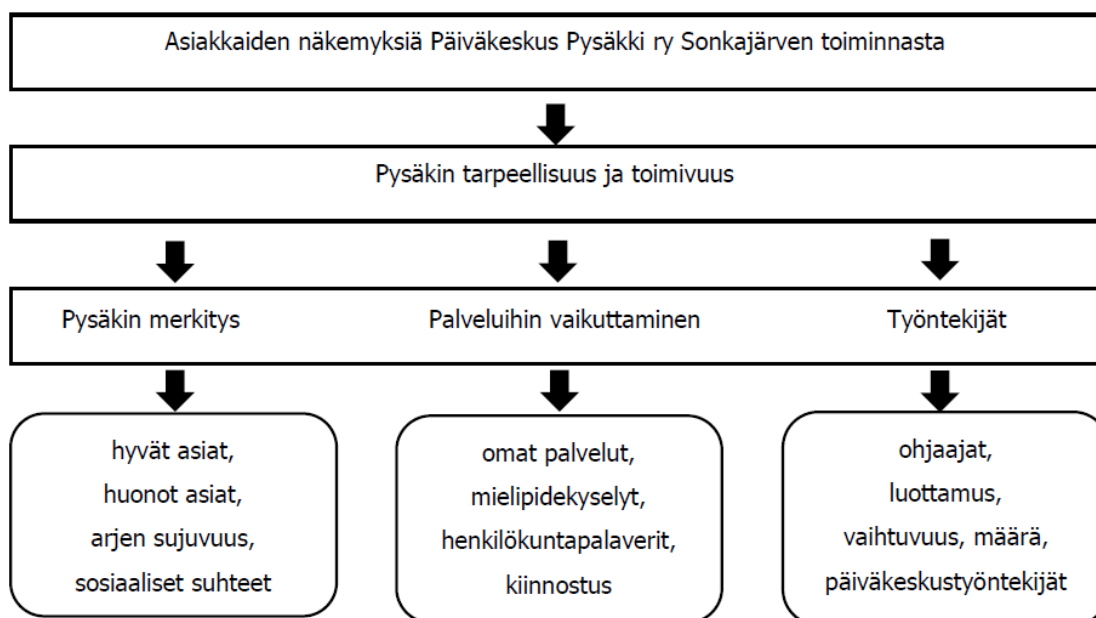 Asiakkaiden näkemyksiä Päiväkeskus Pysäkki ry Sonkajärven toiminnasta
Pysäkin tarpeellisuus ja toimivuus
Pysäkin merkitys
Palveluihin vaikuttaminen
Työntekijät
hyvät asiat,
huonot asiat,
arjen sujuvuus,
sosiaaliset suhteet
omat palvelut,
mielipidekyselyt,
henkilökuntapalaverit,
kiinnostus
ohjaajat,
luottamus,
vaihtuvuus, määrä,
päiväkeskustyöntekijät